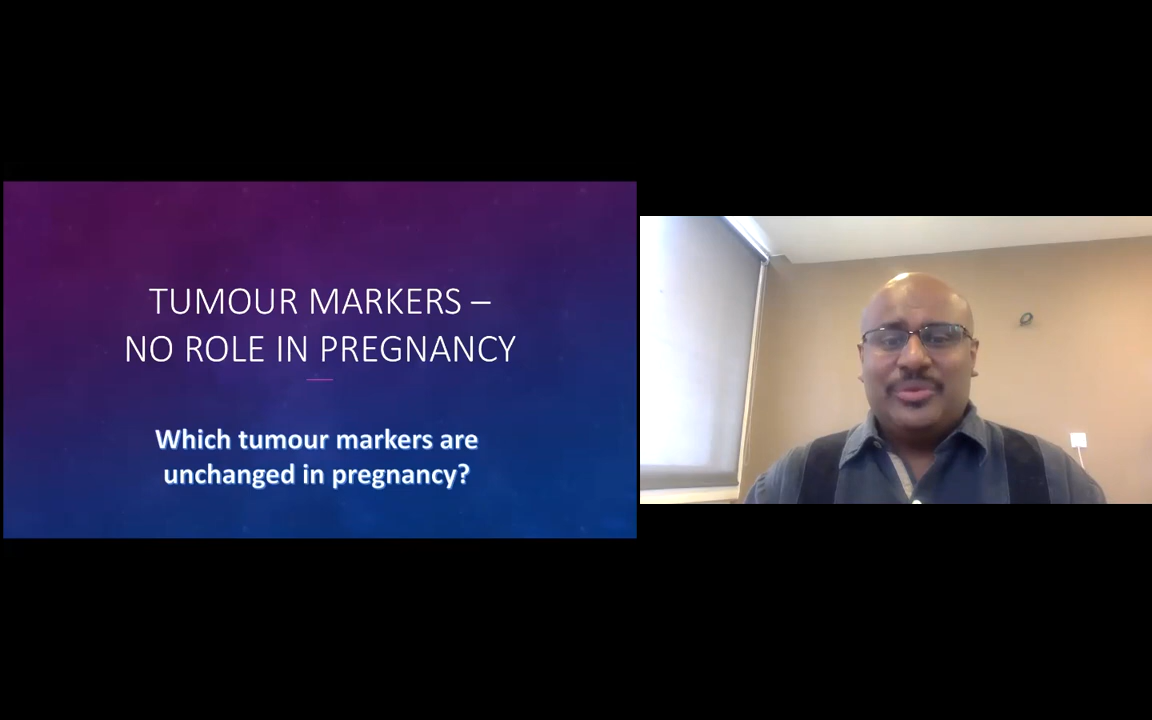 TUMOUR MARKERS –
NO ROLE IN PREGNANCY
Which tumour markers are
unchanged in pregnancy?